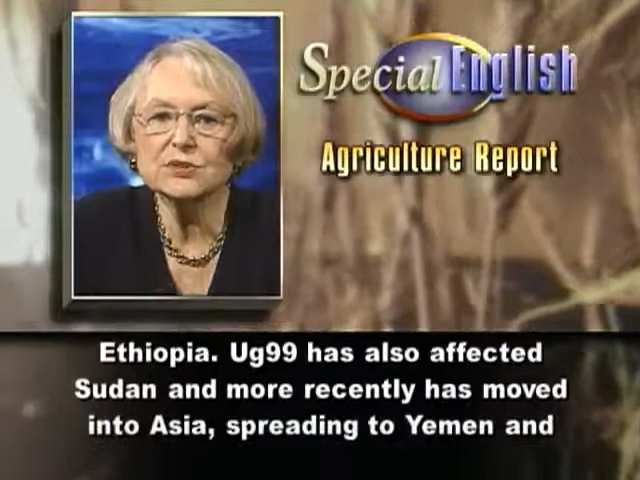 Special English
Agriculture Report
Ethiopia. Ug99 has also affected
Sudan and more recently has moved
into Asia, spreading to Yemen and